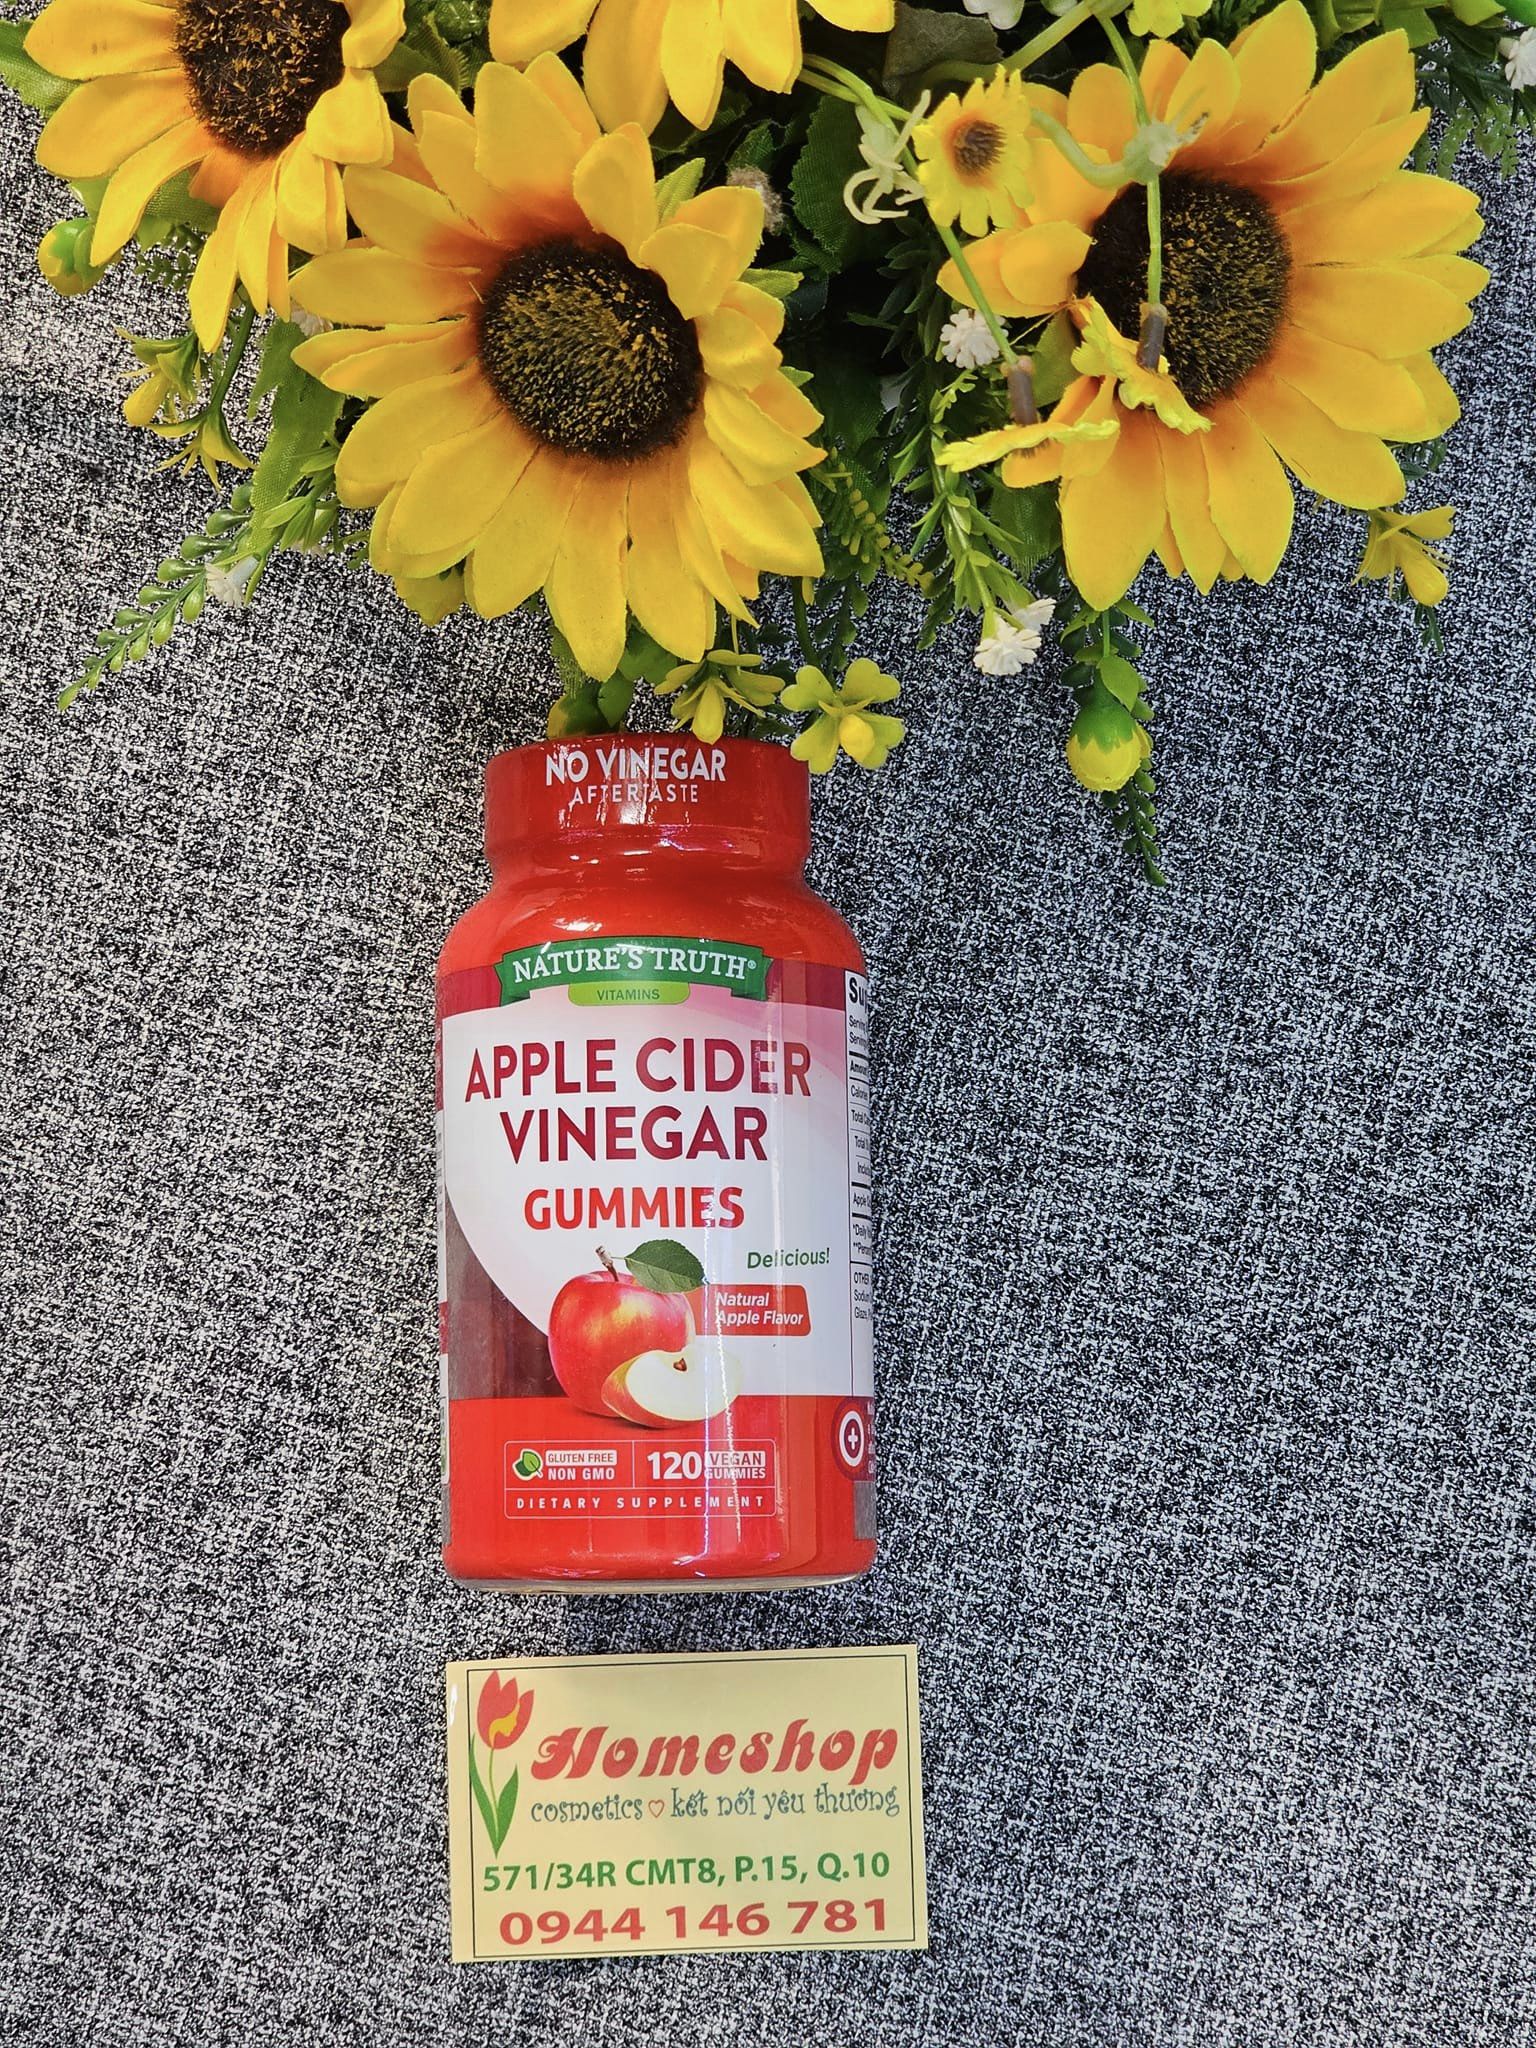 NO VINEGAR
AFTERTASTE
NATURE'S TRUTH®
VITAMINS
APPLE CIDER
VINEGAR
GUMMIES
Delicious!
Natural
Apple Flavor
GLUTEN FREE
NON GMO
120 VEGAN
GUMMIES
DIETARY SUPPLEMENT
Homeshop
cosmetics ♡ kết nối yêu thương
571/34R CMT8, P.15, Q.10
0944 146 781